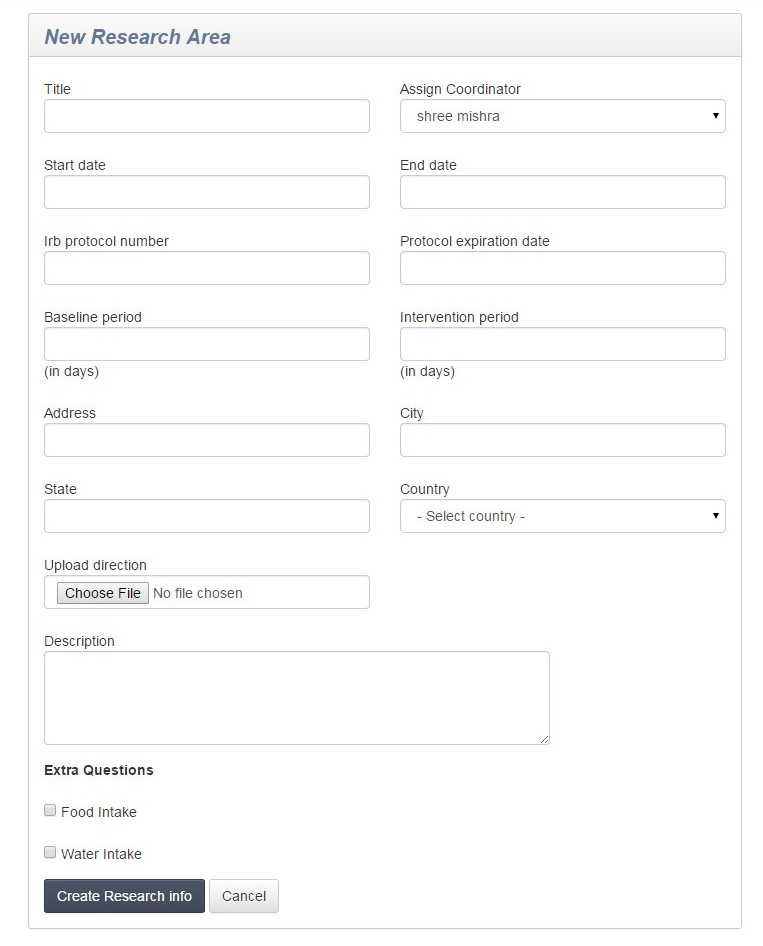 New Research Area
Title
Assign Coordinator
shree mishra
Start date
End date
Irb protocol number
Protocol expiration date
Baseline period
(in days)
Intervention period
(in days)
Address
City
State
Country
- Select country -
Upload direction
Choose File No file chosen
Description
Extra Questions
Food Intake
Water Intake
Create Research info
Cancel